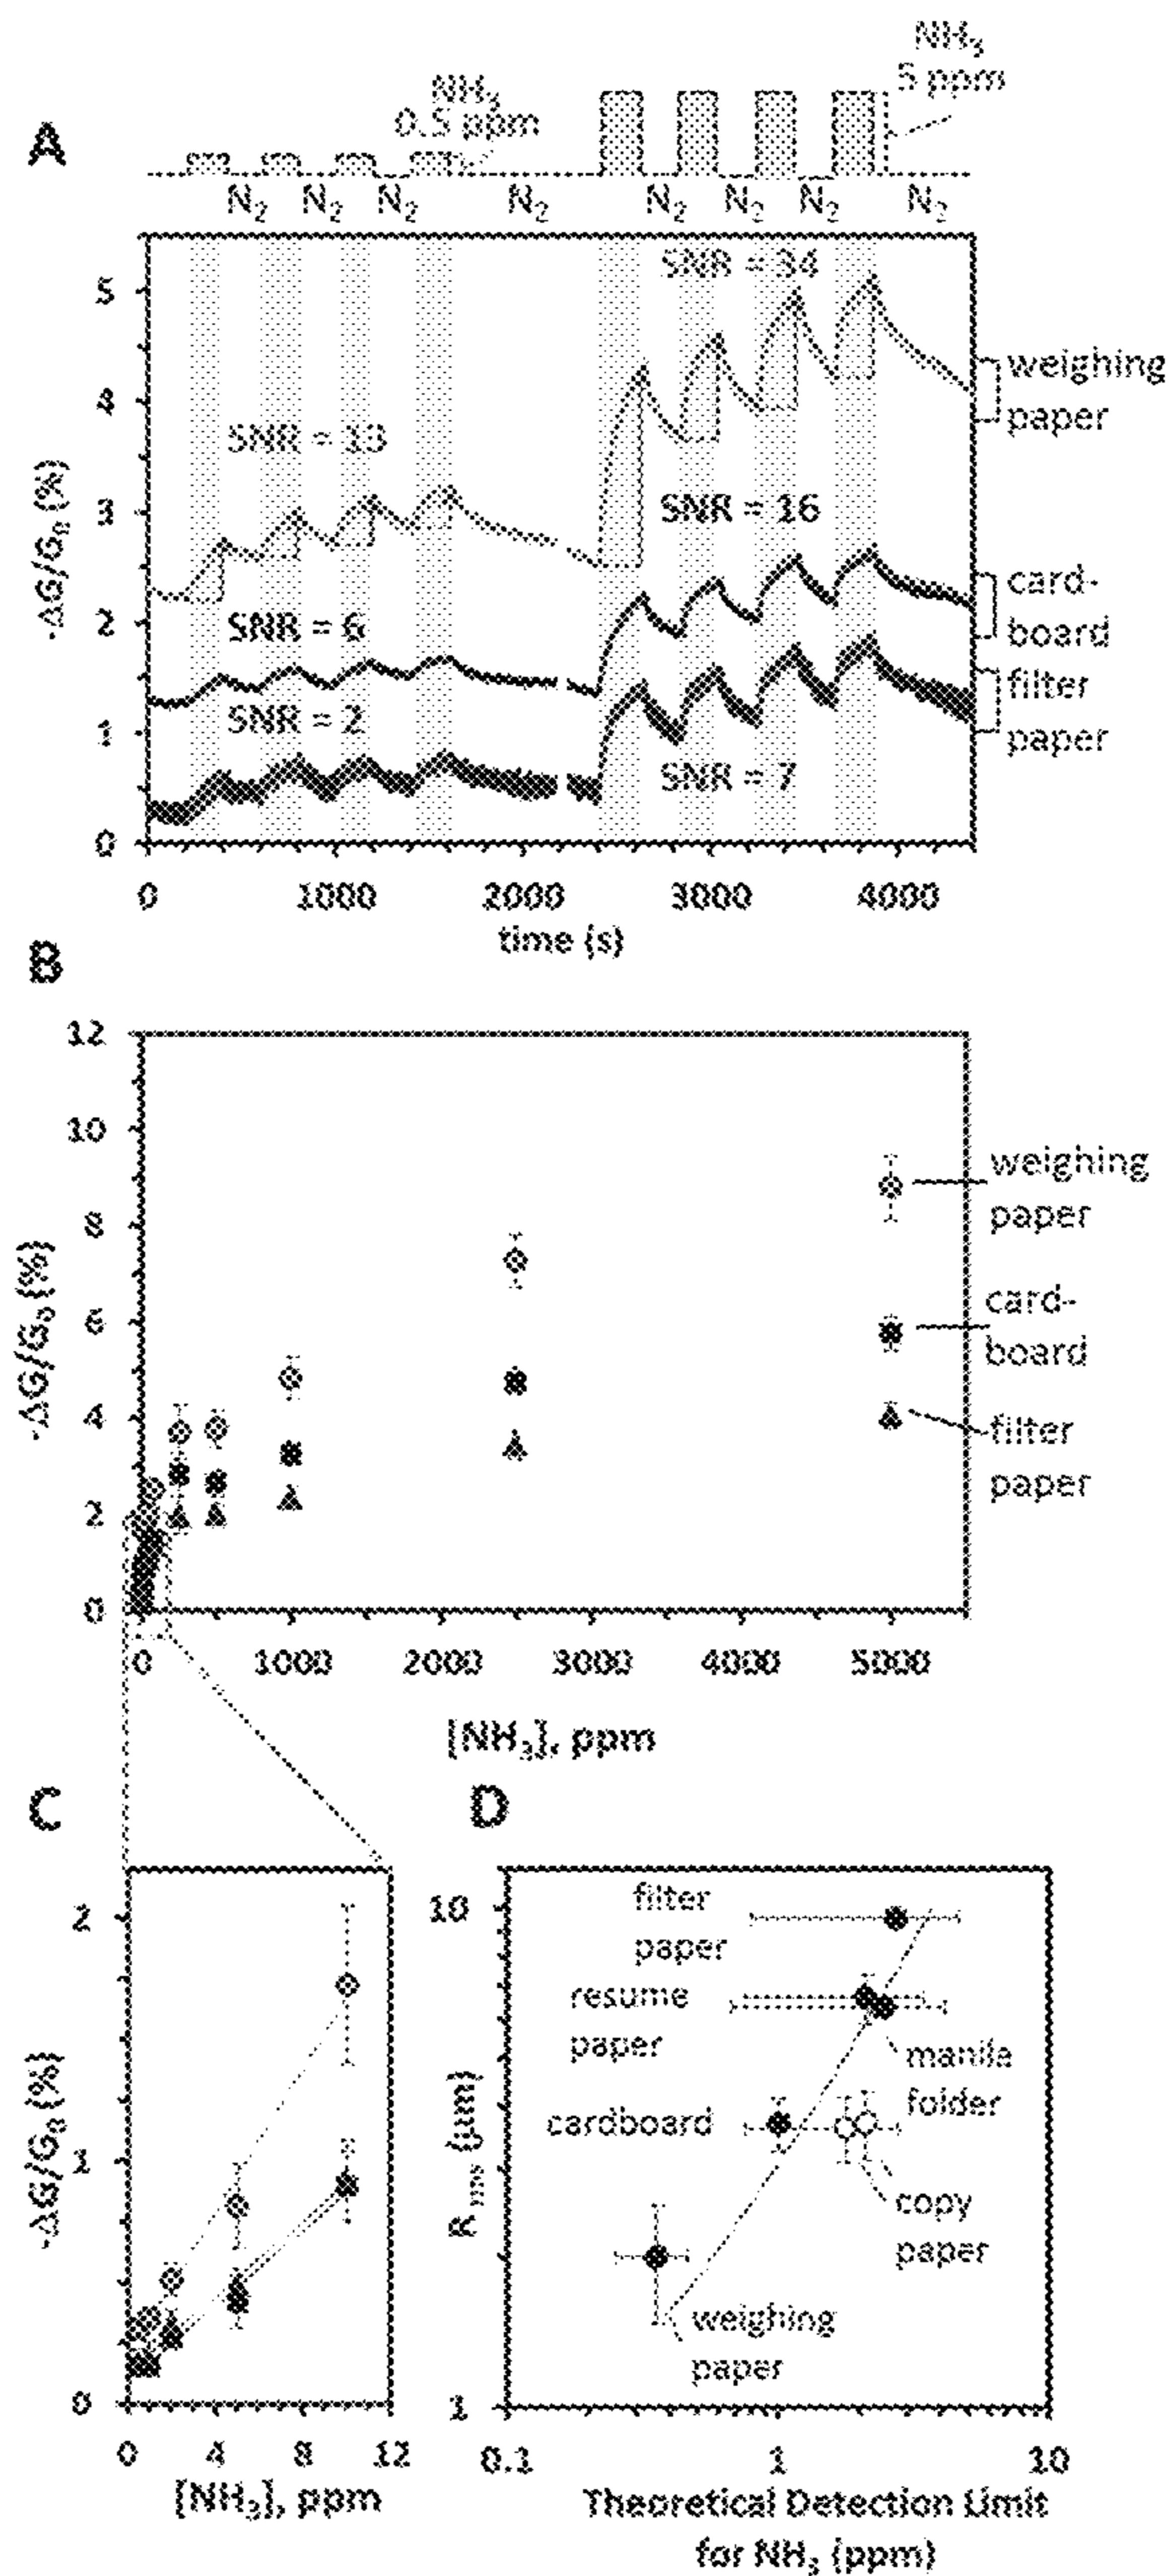 A
NH₃
0.5 ppm
NH₃
5 ppm
N₂ N₂ N₂ N₂ N₂ N₂ N₂ N₂
-ΔG/G₀ (%)
5
4
3
2
1
0
SNR = 34
SNR = 13
SNR = 16
SNR = 6
SNR = 2
SNR = 7
weighing
paper
card-
board
filter
paper
0 1000 2000 3000 4000
time (s)
B
-ΔG/G₀ (%)
12
10
8
6
4
2
0
weighing
paper
card-
board
filter
paper
0 1000 2000 3000 4000 5000
[NH₃], ppm
C
-ΔG/G₀ (%)
2
1
0
0 4 8 12
[NH₃], ppm
D
Rrms (μm)
10
1
filter
paper
resume
paper
manila
folder
cardboard
copy
paper
weighing
paper
0.1 1 10
Theoretical Detection Limit
for NH₃ (ppm)